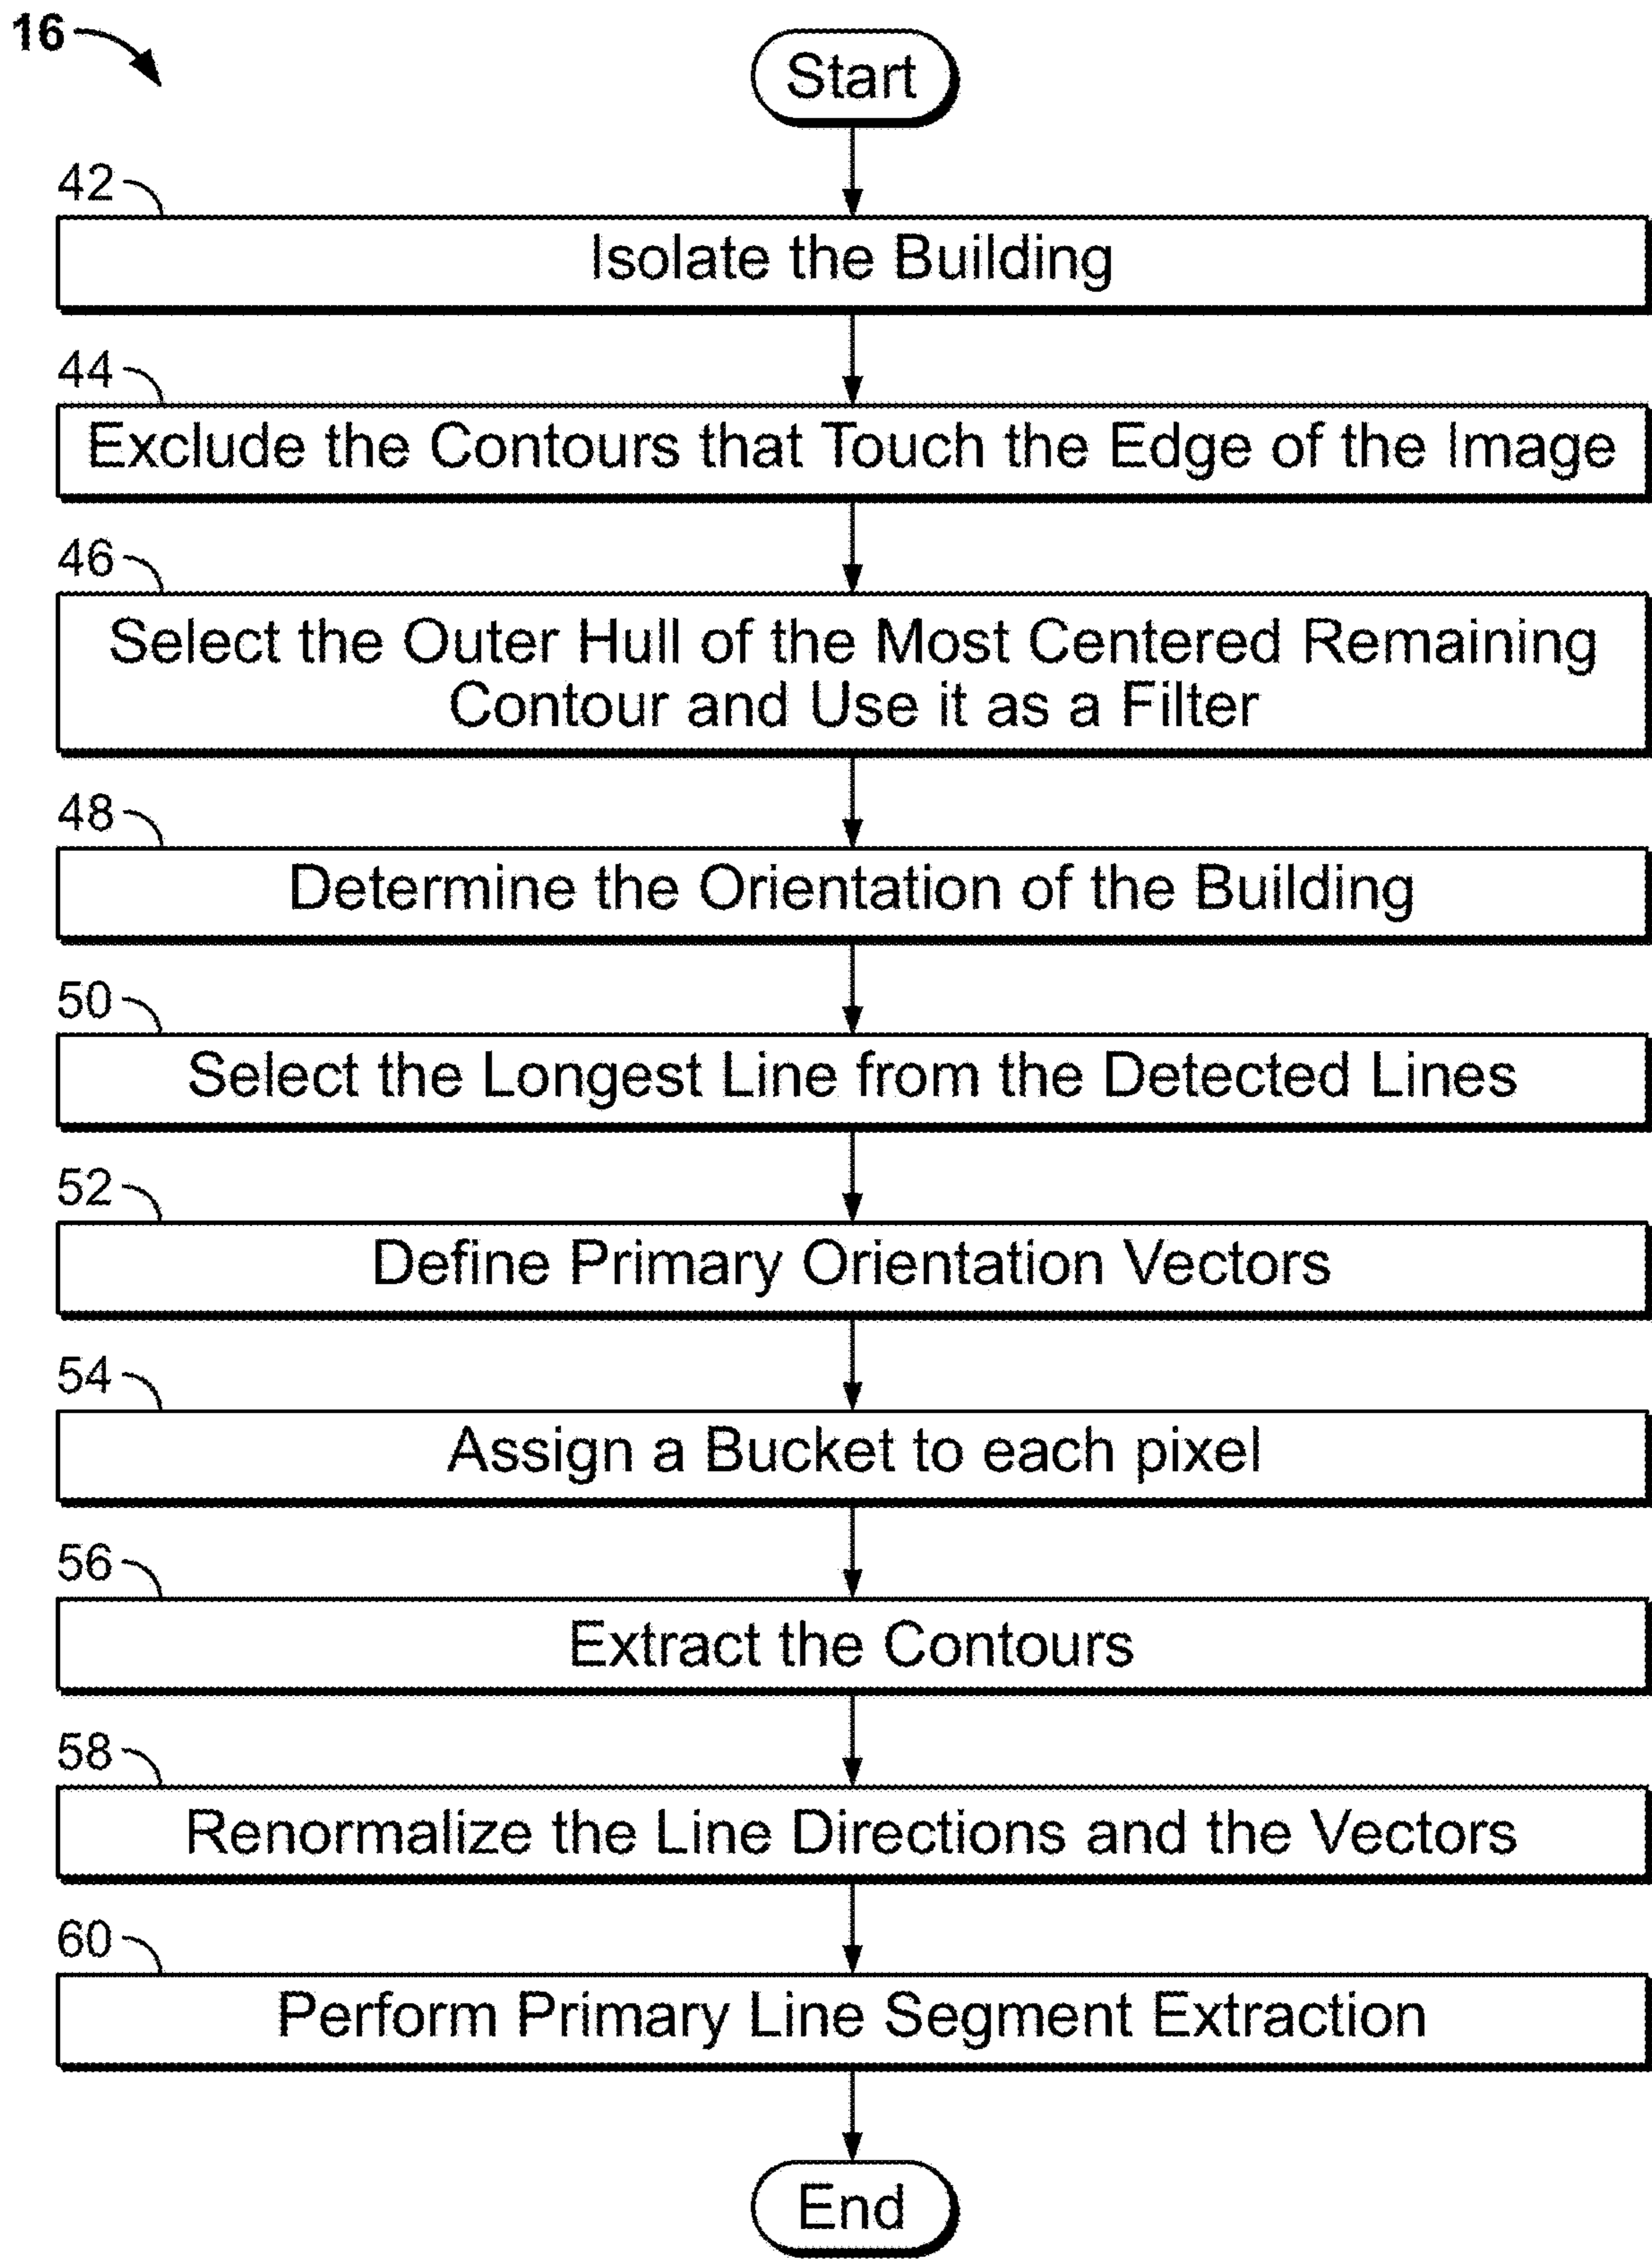 16
Start
42
Isolate the Building
44
Exclude the Contours that Touch the Edge of the Image
46
Select the Outer Hull of the Most Centered Remaining
Contour and Use it as a Filter
48
Determine the Orientation of the Building
50
Select the Longest Line from the Detected Lines
52
Define Primary Orientation Vectors
54
Assign a Bucket to each pixel
56
Extract the Contours
58
Renormalize the Line Directions and the Vectors
60
Perform Primary Line Segment Extraction
End